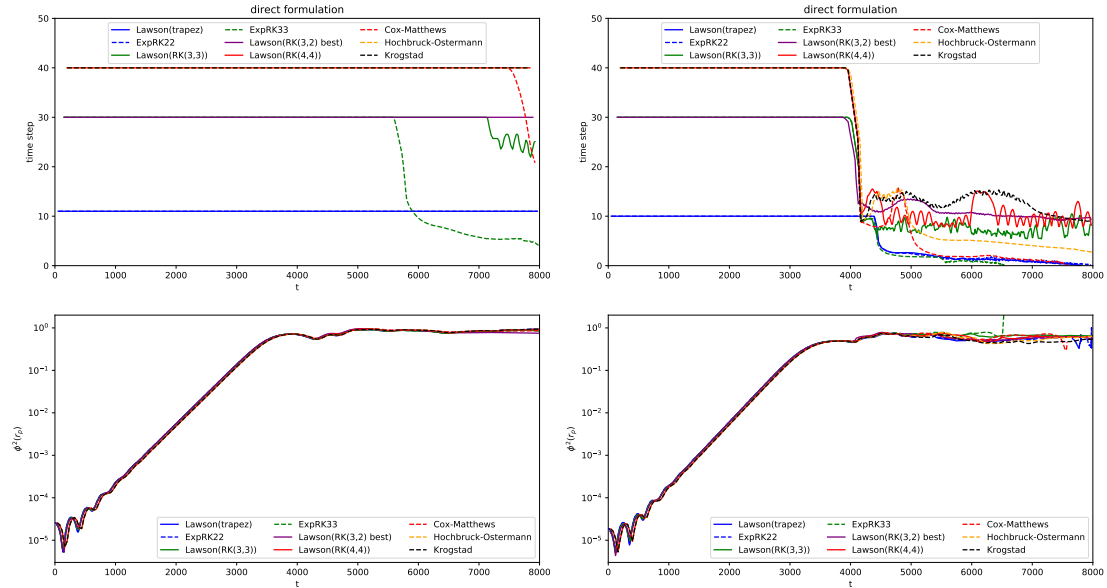 direct formulation
Lawson(trapez) ExpRK33 Cox-Matthews
ExpRK22 Lawson(RK(3,2) best) Hochbruck-Ostermann
Lawson(RK(3,3)) Lawson(RK(4,4)) Krogstad
50
40
30
20
10
0
time step
0 1000 2000 3000 4000 5000 6000 7000 8000
t
direct formulation
Lawson(trapez) ExpRK33 Cox-Matthews
ExpRK22 Lawson(RK(3,2) best) Hochbruck-Ostermann
Lawson(RK(3,3)) Lawson(RK(4,4)) Krogstad
50
40
30
20
10
0
time step
0 1000 2000 3000 4000 5000 6000 7000 8000
t
10⁰
10⁻¹
10⁻²
10⁻³
10⁻⁴
10⁻⁵
ϕ²(rₚ)
Lawson(trapez) ExpRK33 Cox-Matthews
ExpRK22 Lawson(RK(3,2) best) Hochbruck-Ostermann
Lawson(RK(3,3)) Lawson(RK(4,4)) Krogstad
0 1000 2000 3000 4000 5000 6000 7000 8000
t
10⁰
10⁻¹
10⁻²
10⁻³
10⁻⁴
10⁻⁵
ϕ²(rₚ)
Lawson(trapez) ExpRK33 Cox-Matthews
ExpRK22 Lawson(RK(3,2) best) Hochbruck-Ostermann
Lawson(RK(3,3)) Lawson(RK(4,4)) Krogstad
0 1000 2000 3000 4000 5000 6000 7000 8000
t